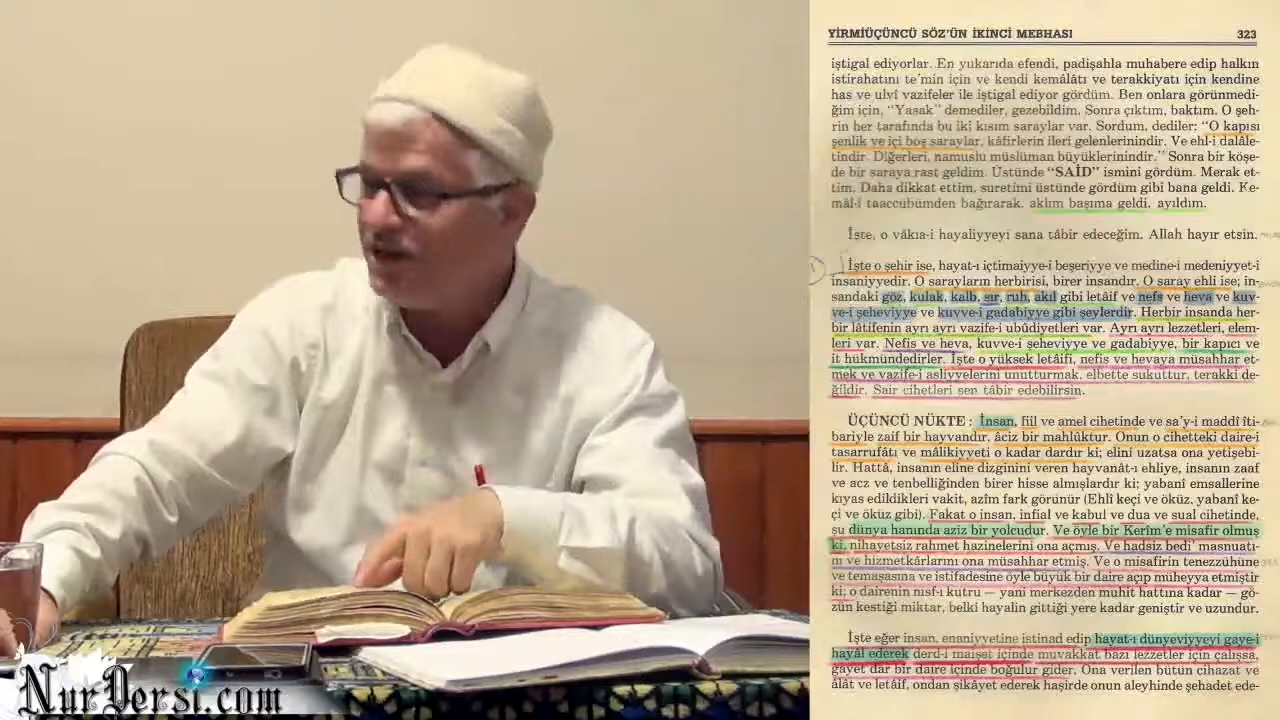 YİRMİÜÇÜNCÜ SÖZ'ÜN İKİNCİ MEBHASI 323
iştigal ediyorlar. En yukarıda efendi, padişahla muhabere edip halkın
istirahatını te'min için ve kendi kemâlâtı ve terakkiyatı için kendine
has ve ulvî vazifeler ile iştigal ediyor gördüm. Ben onlara görünmedi-
ğim için, "Yasak" demediler, gezebildim. Sonra çıktım, baktım. O şeh-
rin her tarafında bu iki kısım saraylar var. Sordum, dediler: "O kapısı
şenlik ve içi boş saraylar, kâfirlerin ileri gelenlerinindir. Ve ehl-i dalâle-
tindir. Diğerleri, namuslu müslüman büyüklerinindir." Sonra bir köşe-
de bir saraya rast geldim. Üstünde "SAİD" ismini gördüm. Merak et-
tim. Daha dikkat ettim, suretimi üstünde gördüm gibi bana geldi. Ke-
mâl-i taaccübümden bağırarak, aklım başıma geldi, ayıldım.
İşte, o vâkıa-i hayaliyyeyi sana tâbir edeceğim. Allah hayır etsin.
İşte o şehir ise, hayat-ı içtimaiyye-i beşeriyye ve medine-i medeniyyet-i
insaniyyedir. O sarayların herbirisi, birer insandır. O saray ehli ise; in-
sandaki göz, kulak, kalb, sır, ruh, akıl gibi letâif ve nefs ve heva ve kuv-
ve-i şeheviyye ve kuvve-i gadabiyye gibi şeylerdir. Herbir insanda her-
bir lâtifenin ayrı ayrı vazife-i ubûdiyetleri var. Ayrı ayrı lezzetleri, elem-
leri var. Nefis ve heva, kuvve-i şeheviyye ve gadabiyye, bir kapıcı ve
it hükmündedirler. İşte o yüksek letâifi, nefis ve hevaya müsahhar et-
mek ve vazife-i asliyyelerini unutturmak, elbette sukuttur, terakki de-
ğildir. Sair cihetleri sen tâbir edebilirsin.
ÜÇÜNCÜ NÜKTE : İnsan, fiil ve amel cihetinde ve sa'y-i maddî îti-
bariyle zaif bir hayvandır, âciz bir mahlûktur. Onun o cihetteki daire-i
tasarrufâtı ve mâlikiyyeti o kadar dardır ki; elini uzatsa ona yetişebi-
lir. Hattâ, insanın eline dizginini veren hayvanât-ı ehliye, insanın zaaf
ve acz ve tenbelliğinden birer hisse almışlardır ki; yabanî emsallerine
kıyas edildikleri vakit, azîm fark görünür (Ehlî keçi ve öküz, yabanî ke-
çi ve öküz gibi). Fakat o insan, infial ve kabul ve dua ve sual cihetinde,
şu dünya hanında aziz bir yolcudur. Ve öyle bir Kerîm'e misafir olmuş
ki, nihayetsiz rahmet hazinelerini ona açmış. Ve hadsiz bedi' masnuatı-
nı ve hizmetkârlarını ona müsahhar etmiş. Ve o misafirin tenezzühüne
ve temaşasına ve istifadesine öyle büyük bir daire açıp müheyya etmiştir
ki; o dairenin nısf-ı kutru — yani merkezden muhit hattına kadar — gö-
zün kestiği miktar, belki hayalin gittiği yere kadar geniştir ve uzundur.
İşte eğer insan, enaniyyetine istinad edip hayat-ı dünyeviyyeyi gaye-i
hayâl ederek derd-i maişet içinde muvakkat bazı lezzetler için çalışsa,
gayet dar bir daire içinde boğulur gider. Ona verilen bütün cihazat ve
âlât ve letâif, ondan şikâyet ederek haşirde onun aleyhinde şehadet ede-
NurDersi.com